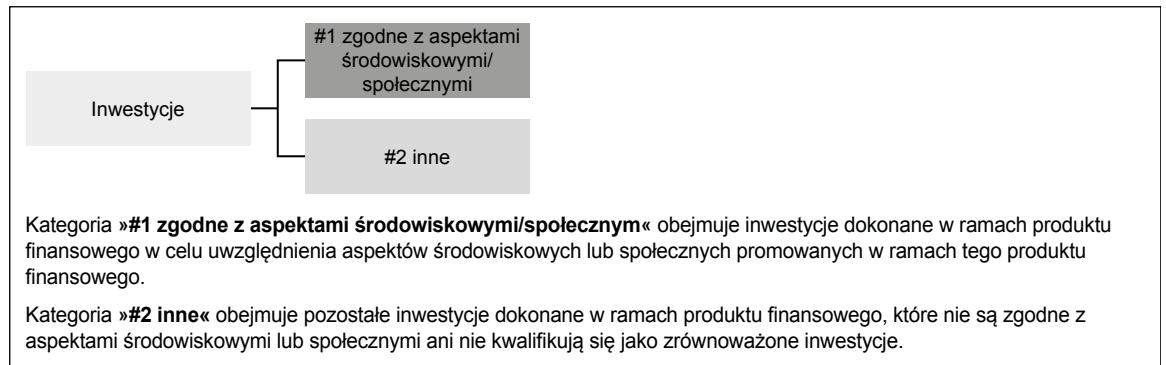 #1 zgodne z aspektami
środowiskowymi/
społecznymi
Inwestycje
#2 inne
Kategoria »#1 zgodne z aspektami środowiskowymi/społecznym« obejmuje inwestycje dokonane w ramach produktu
finansowego w celu uwzględnienia aspektów środowiskowych lub społecznych promowanych w ramach tego produktu
finansowego.
Kategoria »#2 inne« obejmuje pozostałe inwestycje dokonane w ramach produktu finansowego, które nie są zgodne z
aspektami środowiskowymi lub społecznymi ani nie kwalifikują się jako zrównoważone inwestycje.